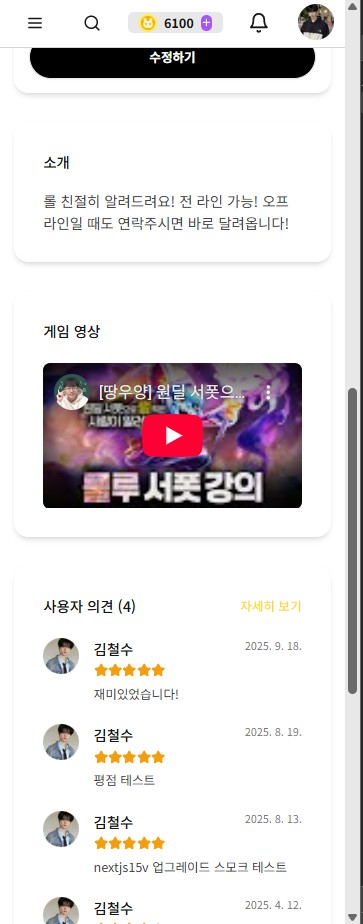 6100
수정하기
소개
롤 친절히 알려드려요! 전 라인 가능! 오프
라인일 때도 연락주시면 바로 달려옵니다!
게임 영상
[땅우양] 원딜 서폿으...
룰루 서폿 강의
사용자 의견 (4)
자세히 보기
김철수
2025. 9. 18.
재미있었습니다!
김철수
2025. 8. 19.
평점 테스트
김철수
2025. 8. 13.
nextjs15v 업그레이드 스모크 테스트
김철수
2025. 4. 12.